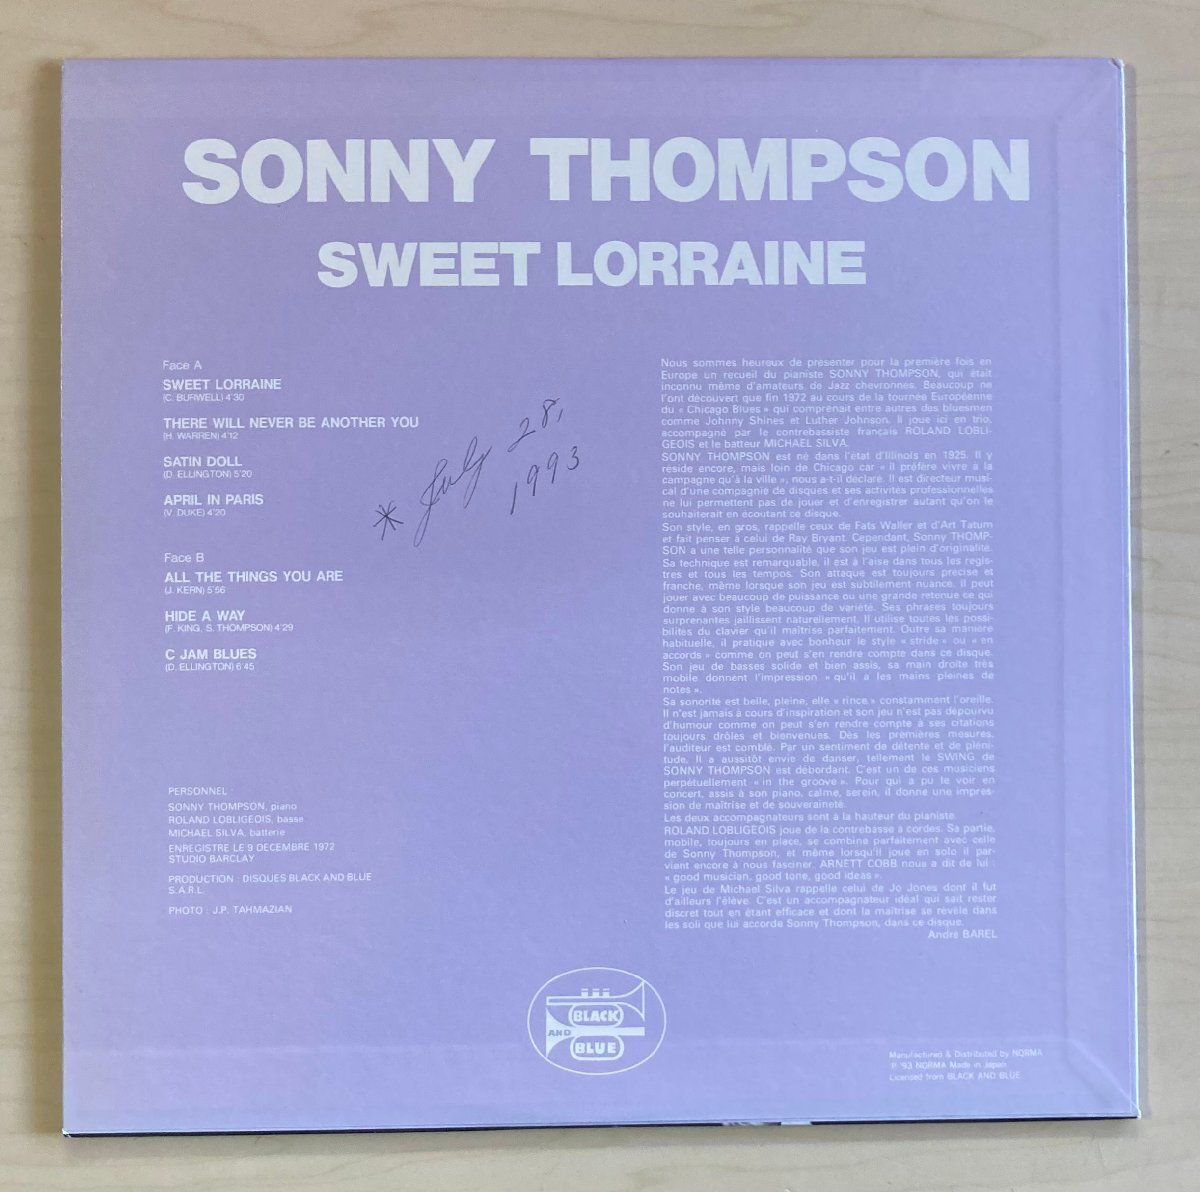 SONNY THOMPSON
SWEET LORRAINE
Face A
SWEET LORRAINE
(C. BURWELL) 4'30
THERE WILL NEVER BE ANOTHER YOU
(H. WARREN) 4'12
SATIN DOLL
(D. ELLINGTON) 5'20
APRIL IN PARIS
(V. DUKE) 4'20
Face B
ALL THE THINGS YOU ARE
(J. KERN) 5'56
HIDE A WAY
(F. KING, S. THOMPSON) 4'29
C JAM BLUES
(D. ELLINGTON) 6'45
* July 28,
1993
PERSONNEL :
SONNY THOMPSON, piano
ROLAND LOBLIGEOIS, basse
MICHAEL SILVA, batterie
ENREGISTRE LE 9 DECEMBRE 1972
STUDIO BARCLAY
PRODUCTION : DISQUES BLACK AND BLUE
S.A.R.L.
PHOTO : J.P. TAHMAZIAN
Nous sommes heureux de présenter pour la première fois en
Europe un recueil du pianiste SONNY THOMPSON, qui était
inconnu même d'amateurs de Jazz chevronnés. Beaucoup ne
l'ont découvert que fin 1972 au cours de la tournée Européenne
du « Chicago Blues » qui comprenait entre autres des bluesmen
comme Johnny Shines et Luther Johnson. Il joue ici en trio,
accompagné par le contrebassiste français ROLAND LOBLI-
GEOIS et le batteur MICHAEL SILVA.
SONNY THOMPSON est né dans l'état d'Illinois en 1925. Il y
réside encore, mais loin de Chicago car « il préfère vivre à la
campagne qu'à la ville », nous a-t-il déclaré. Il est directeur musi-
cal d'une compagnie de disques et ses activités professionnelles
ne lui permettent pas de jouer et d'enregistrer autant qu'on le
souhaiterait en écoutant ce disque.
Son style, en gros, rappelle ceux de Fats Waller et d'Art Tatum
et fait penser à celui de Ray Bryant. Cependant, Sonny THOMP-
SON a une telle personnalité que son jeu est plein d'originalité.
Sa technique est remarquable, il est à l'aise dans tous les regis-
tres et tous les tempos. Son attaque est toujours précise et
franche, même lorsque son jeu est subtilement nuancé. Il peut
jouer avec beaucoup de puissance ou une grande retenue ce qui
donne à son style beaucoup de variété. Ses phrases toujours
surprenantes jaillissent naturellement. Il utilise toutes les possi-
bilités du clavier qu'il maîtrise parfaitement. Outre sa manière
habituelle, il pratique avec bonheur le style « stride » ou « en
accords » comme on peut s'en rendre compte dans ce disque.
Son jeu de basses solide et bien assis, sa main droite très
mobile donnent l'impression « qu'il a les mains pleines de
notes ».
Sa sonorité est belle, pleine, elle « rince » constamment l'oreille.
Il n'est jamais à cours d'inspiration et son jeu n'est pas dépourvu
d'humour comme on peut s'en rendre compte à ses citations
toujours drôles et bienvenues. Dès les premières mesures,
l'auditeur est comblé. Par un sentiment de détente et de pléni-
tude. Il a aussitôt envie de danser, tellement le SWING de
SONNY THOMPSON est débordant. C'est un de ces musiciens
perpétuellement « in the groove ». Pour qui a pu le voir en
concert, assis à son piano, calme, serein, il donne une impres-
sion de maîtrise et de souveraineté.
Les deux accompagnateurs sont à la hauteur du pianiste.
ROLAND LOBLIGEOIS joue de la contrebasse à cordes. Sa partie,
mobile, toujours en place, se combine parfaitement avec celle
de Sonny Thompson, et même lorsqu'il joue en solo il par-
vient encore à nous fasciner. ARNETT COBB nous a dit de lui :
« good musician, good tone, good ideas ».
Le jeu de Michael Silva rappelle celui de Jo Jones dont il fut
d'ailleurs l'élève. C'est un accompagnateur idéal qui sait rester
discret tout en étant efficace et dont la maîtrise se révèle dans
les soli que lui accorde Sonny Thompson, dans ce disque.
André BAREL
BLACK
AND
BLUE
Manufactured & Distributed by NORMA
℗ '93 NORMA Made in Japan
Licensed from BLACK AND BLUE